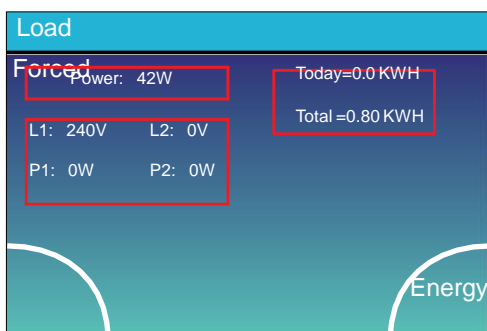 Load
Forced
Power: 42W
Today=0.0 KWH
Total =0.80 KWH
L1: 240V L2: 0V
P1: 0W P2: 0W
Energy